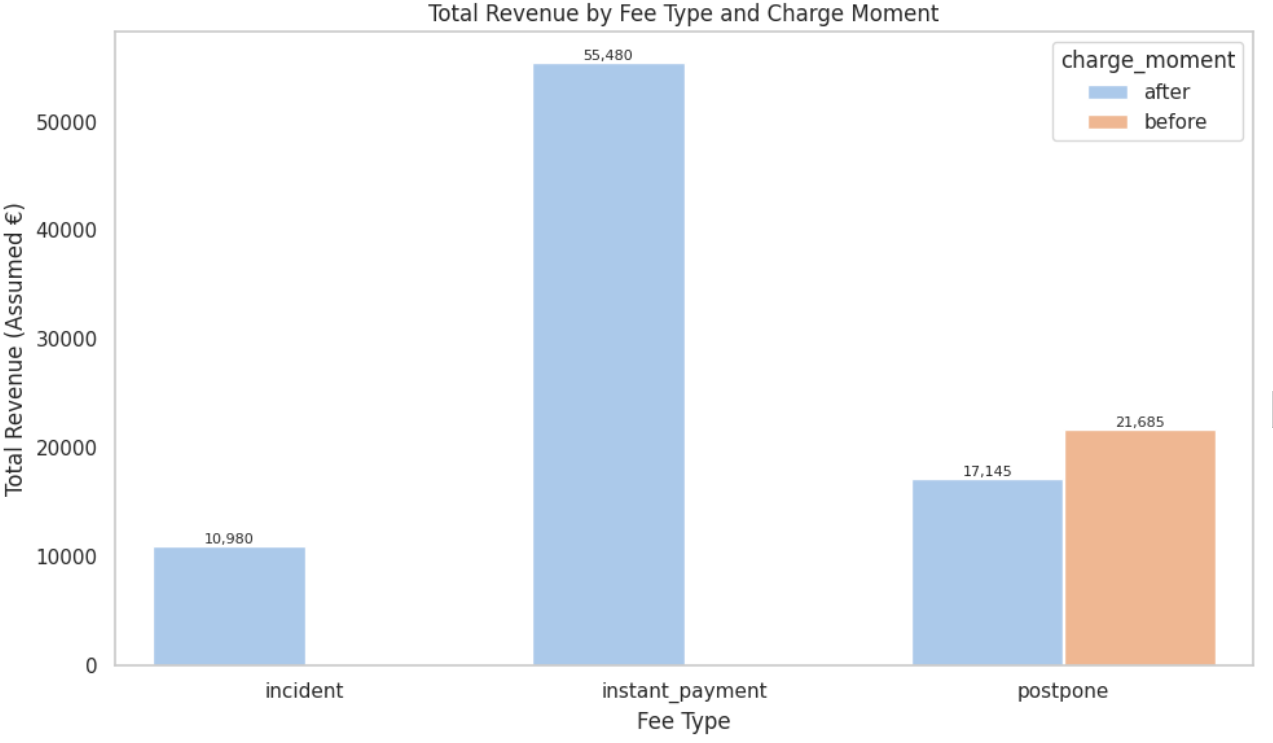 Total Revenue by Fee Type and Charge Moment
charge_moment
after
before
Total Revenue (Assumed €)
50000
40000
30000
20000
10000
0
10,980
55,480
17,145
21,685
incident
instant_payment
postpone
Fee Type